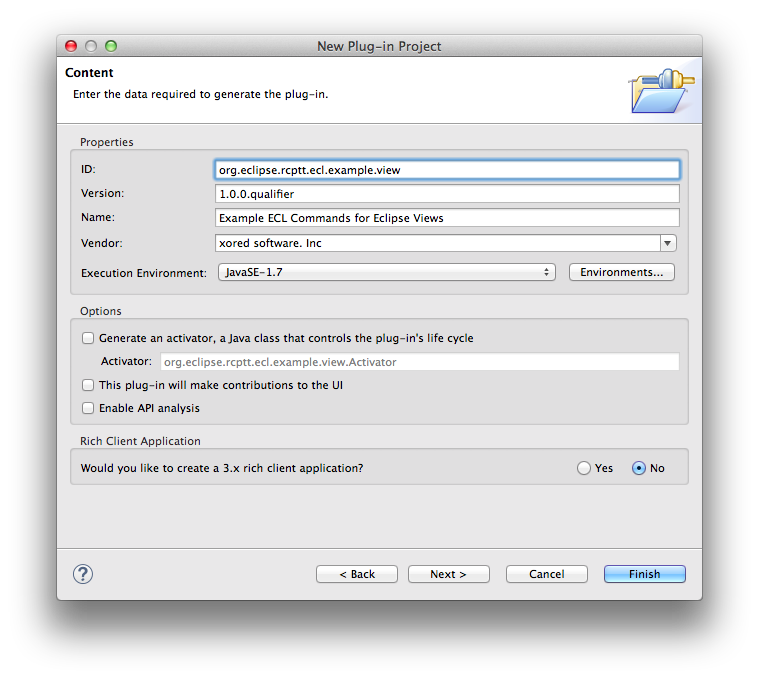 New Plug-in Project
Content
Enter the data required to generate the plug-in.
Properties
ID: org.eclipse.rcptt.ecl.example.view
Version: 1.0.0.qualifier
Name: Example ECL Commands for Eclipse Views
Vendor: xored software. Inc
Execution Environment: JavaSE-1.7 Environments...
Options
Generate an activator, a Java class that controls the plug-in's life cycle
Activator: org.eclipse.rcptt.ecl.example.view.Activator
This plug-in will make contributions to the UI
Enable API analysis
Rich Client Application
Would you like to create a 3.x rich client application? Yes No
? < Back Next > Cancel Finish